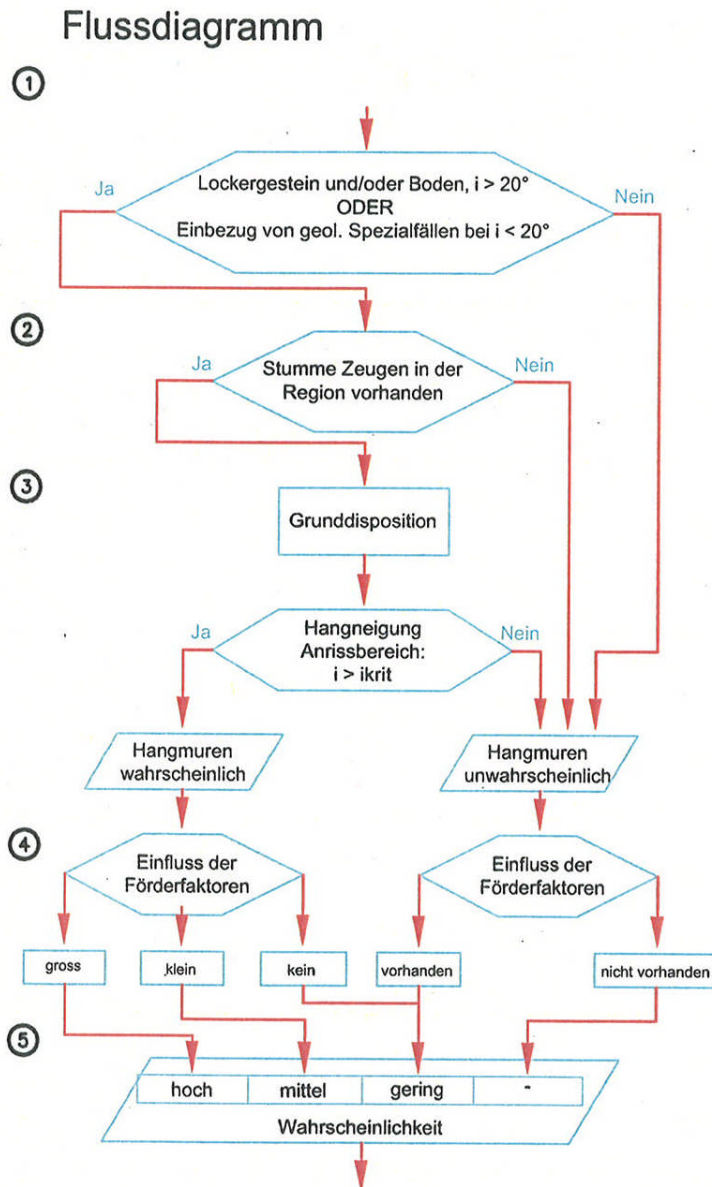 Flussdiagramm
1
Lockergestein und/oder Boden, i > 20°
ODER
Einbezug von geol. Spezialfällen bei i < 20°
Ja
Nein
2
Stumme Zeugen in der
Region vorhanden
Ja
Nein
3
Grunddisposition
Hangneigung
Anrissbereich:
i > ikrit
Ja
Nein
Hangmuren
wahrscheinlich
Hangmuren
unwahrscheinlich
4
Einfluss der
Förderfaktoren
Einfluss der
Förderfaktoren
gross
klein
kein
vorhanden
nicht vorhanden
5
hoch
mittel
gering
-
Wahrscheinlichkeit